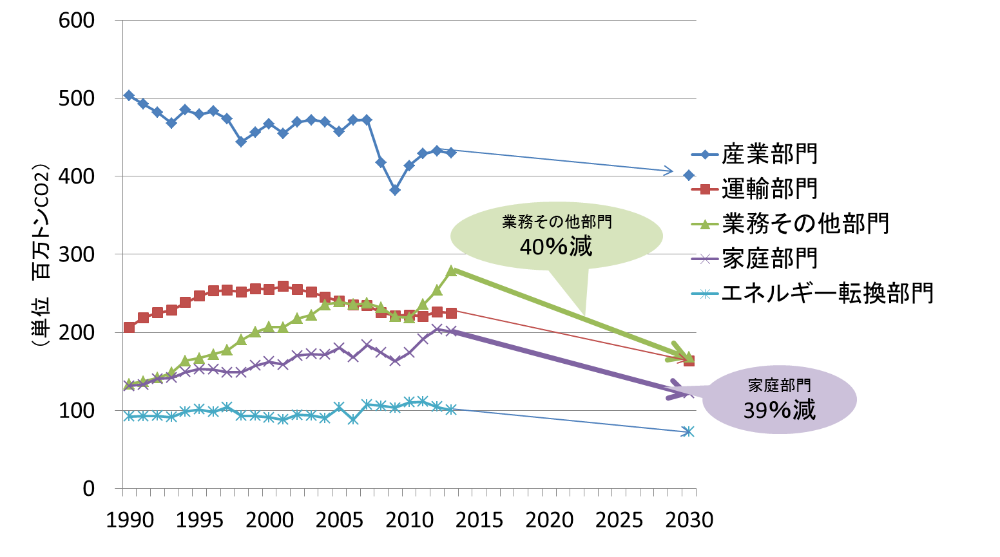 600
500
400
300
200
100
0
（単位　百万トンCO2）
1990 1995 2000 2005 2010 2015 2020 2025 2030
産業部門
運輸部門
業務その他部門
家庭部門
エネルギー転換部門
業務その他部門
40％減
家庭部門
39％減